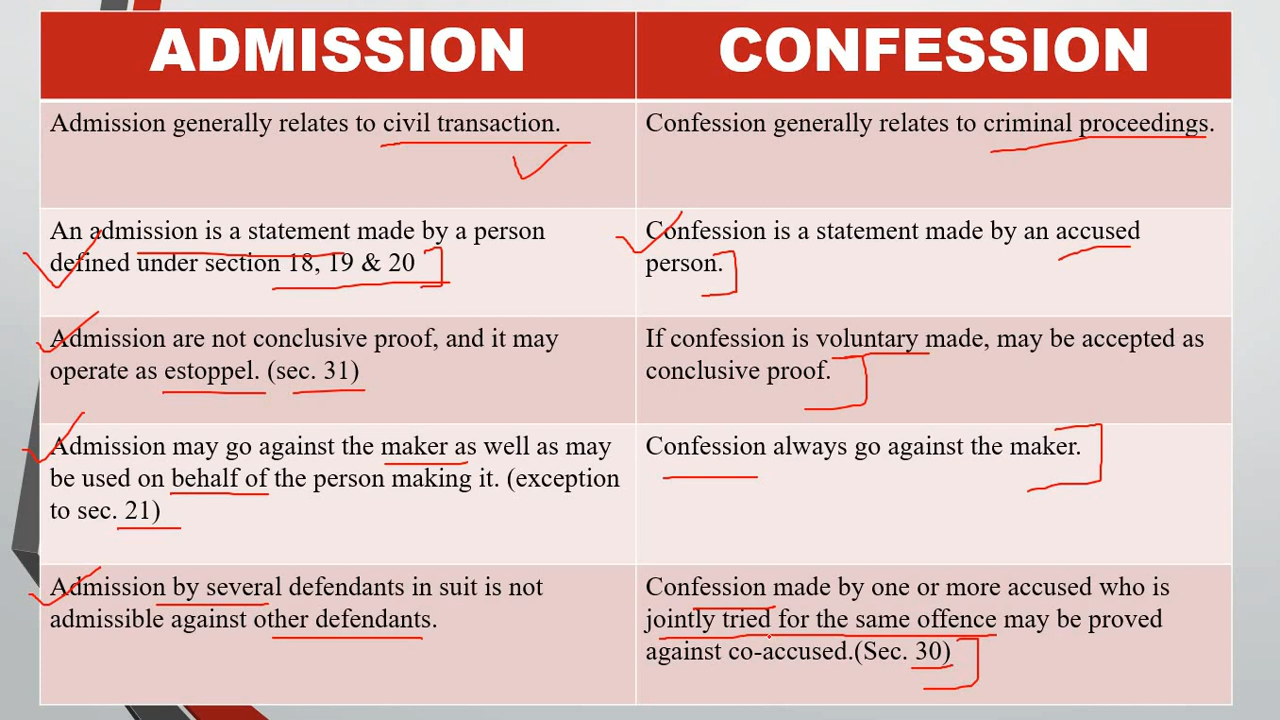 ADMISSION
CONFESSION
Admission generally relates to civil transaction.
Confession generally relates to criminal proceedings.
An admission is a statement made by a person
defined under section 18, 19 & 20
Confession is a statement made by an accused
person.
Admission are not conclusive proof, and it may
operate as estoppel. (sec. 31)
If confession is voluntary made, may be accepted as
conclusive proof.
Admission may go against the maker as well as may
be used on behalf of the person making it. (exception
to sec. 21)
Confession always go against the maker.
Admission by several defendants in suit is not
admissible against other defendants.
Confession made by one or more accused who is
jointly tried for the same offence may be proved
against co-accused.(Sec. 30)